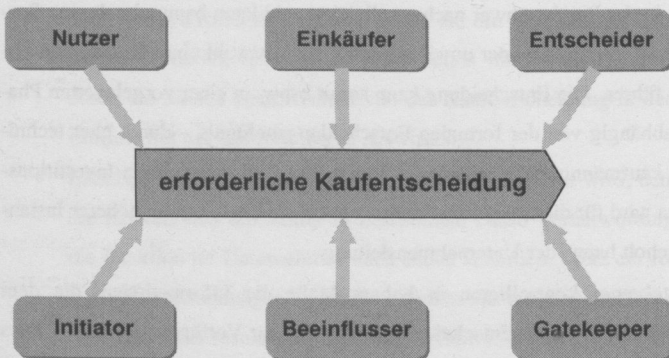 Nutzer
Einkäufer
Entscheider
erforderliche Kaufentscheidung
Initiator
Beeinflusser
Gatekeeper